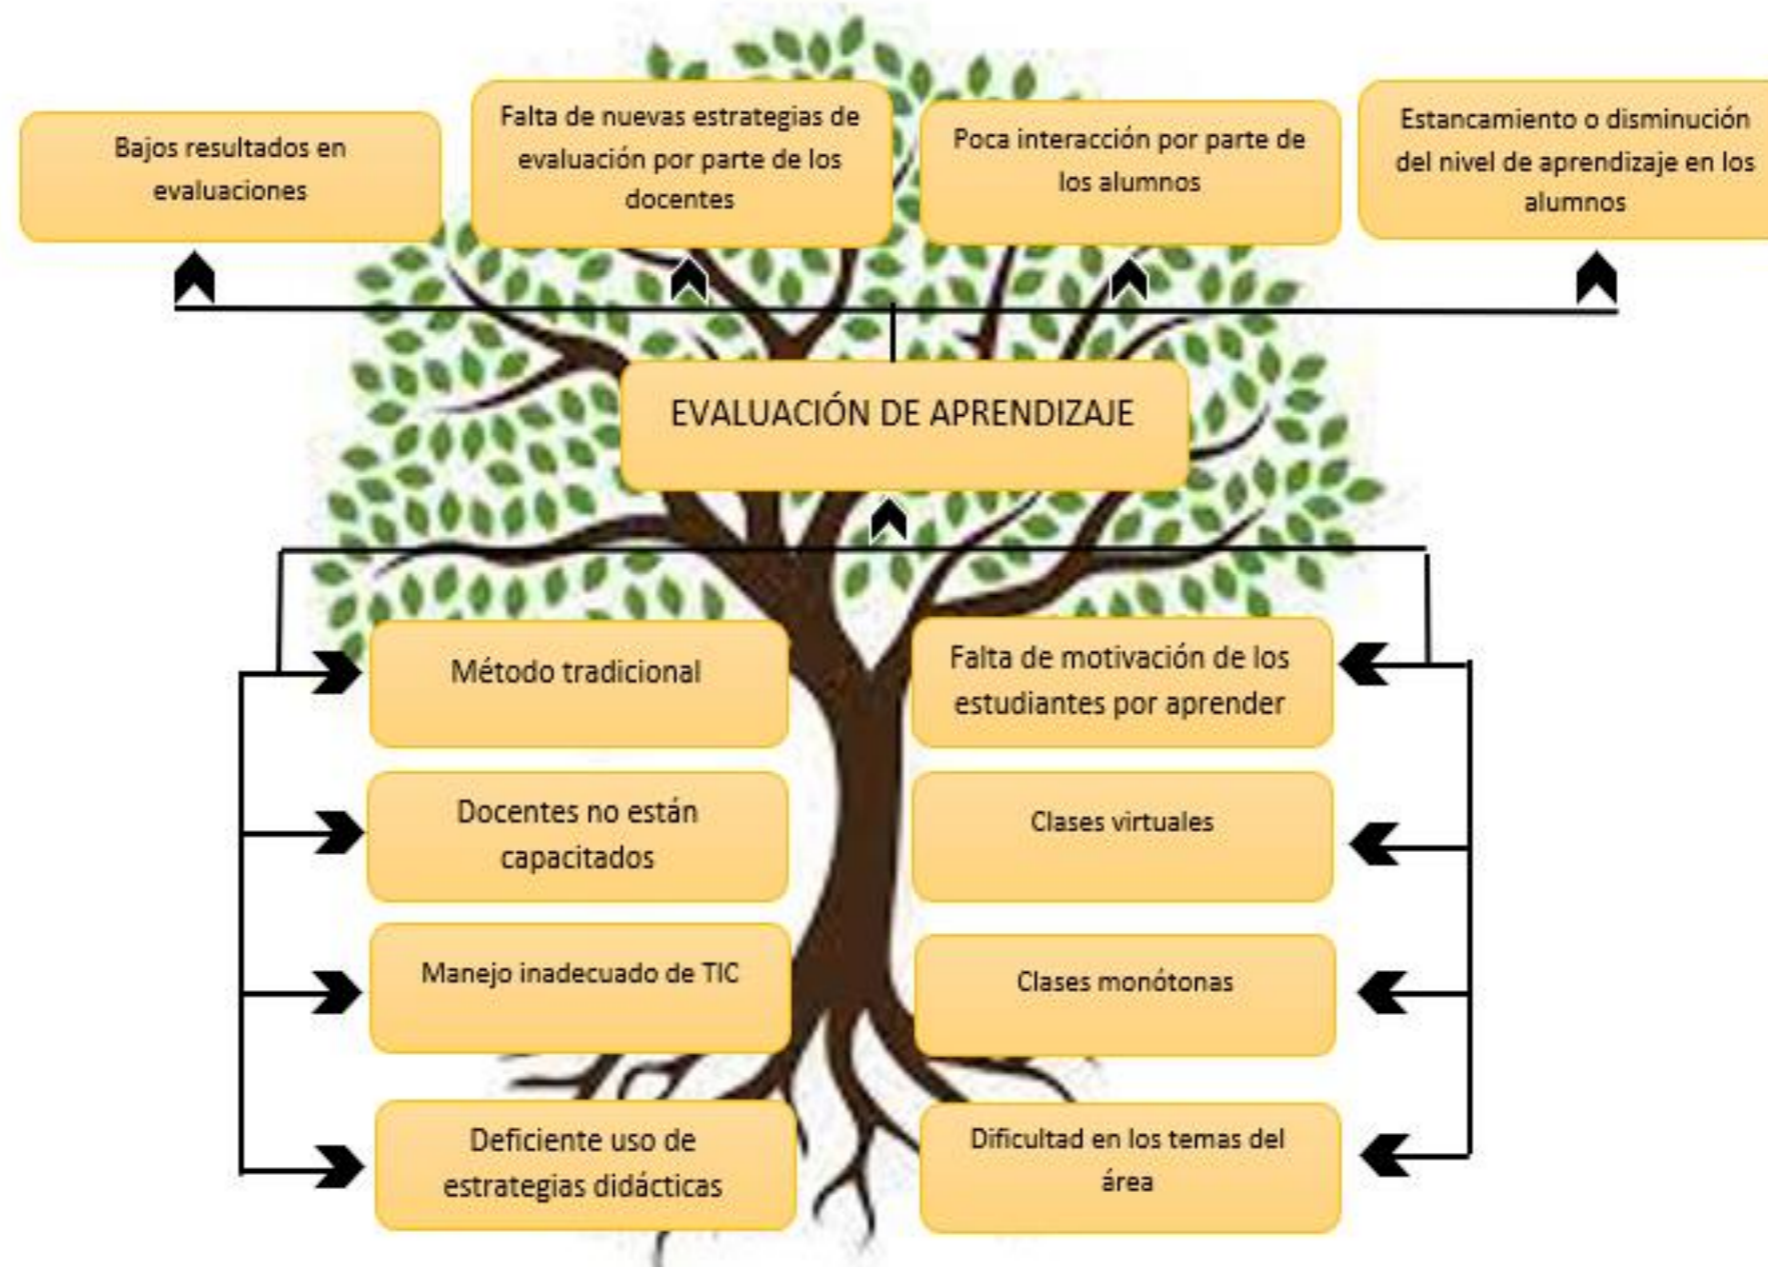 Bajos resultados en
evaluaciones
Falta de nuevas estrategias de
evaluación por parte de los
docentes
Poca interacción por parte de
los alumnos
Estancamiento o disminución
del nivel de aprendizaje en los
alumnos
EVALUACIÓN DE APRENDIZAJE
Método tradicional
Falta de motivación de los
estudiantes por aprender
Docentes no están
capacitados
Clases virtuales
Manejo inadecuado de TIC
Clases monótonas
Deficiente uso de
estrategias didácticas
Dificultad en los temas del
área